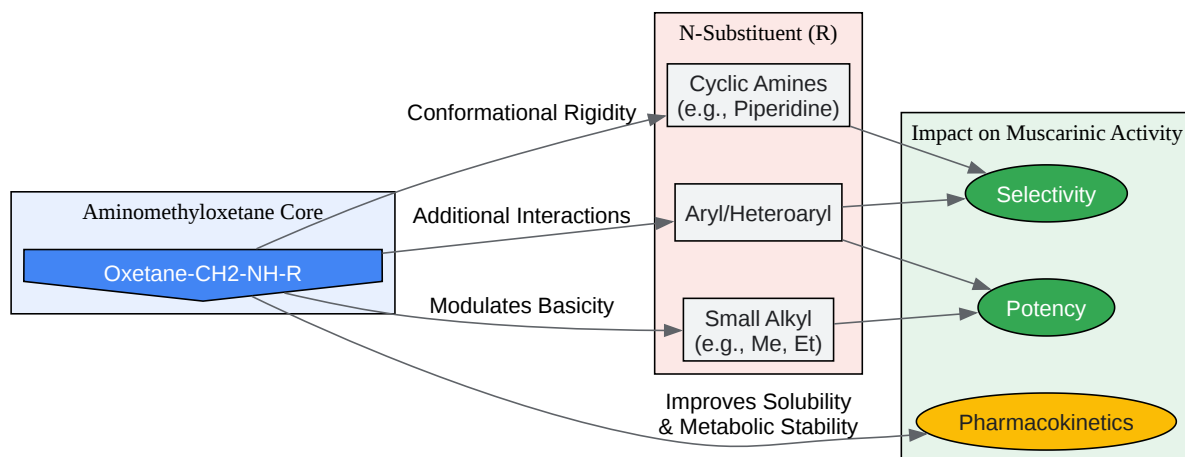 N-Substituent (R)
Cyclic Amines
(e.g., Piperidine)
Conformational Rigidity
Impact on Muscarinic Activity
Selectivity
Aminomethyloxetane Core
Additional Interactions
Aryl/Heteroaryl
Oxetane-CH2-NH-R
Modulates Basicity
Small Alkyl
(e.g., Me, Et)
Potency
Improves Solubility
& Metabolic Stability
Pharmacokinetics